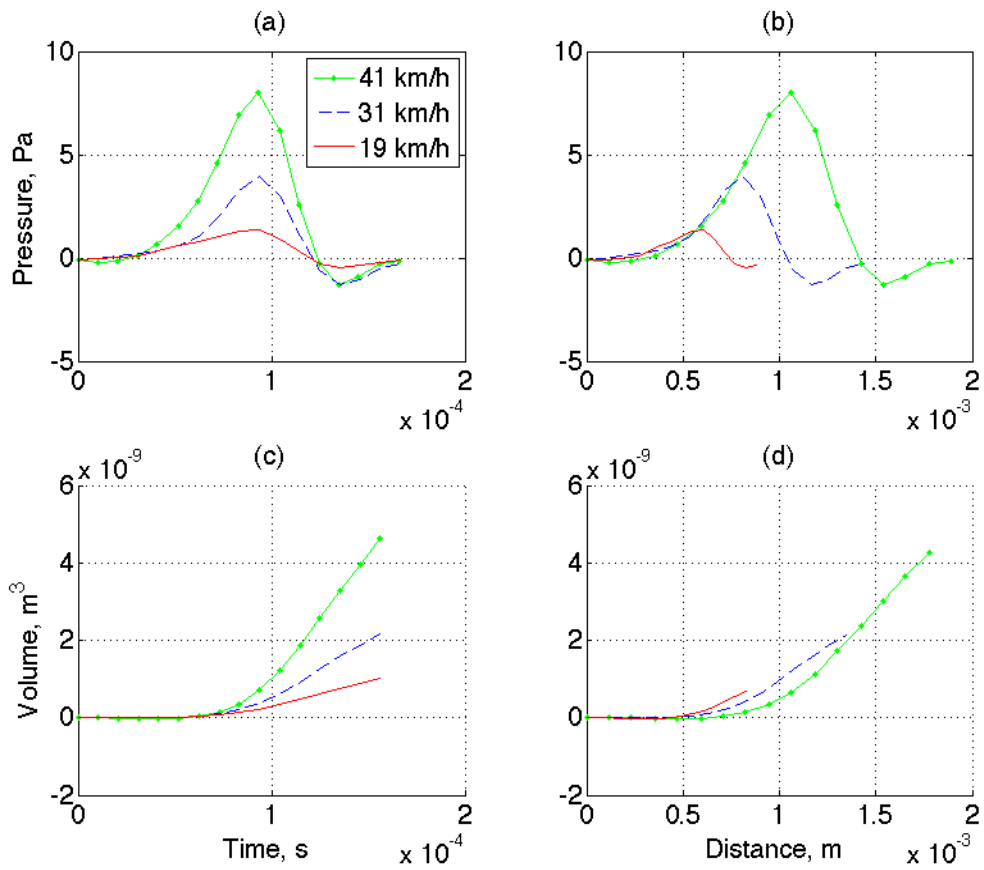 (a)
10
5
0
-5
Pressure, Pa
41 km/h
31 km/h
19 km/h
0 1 2
x 10⁻⁴
(b)
10
5
0
-5
0 0.5 1 1.5 2
x 10⁻³
(c)
x 10⁻⁹
6
4
2
0
-2
Volume, m³
0 1 2
Time, s
x 10⁻⁴
(d)
x 10⁻⁹
6
4
2
0
-2
0 0.5 1 1.5 2
Distance, m
x 10⁻³